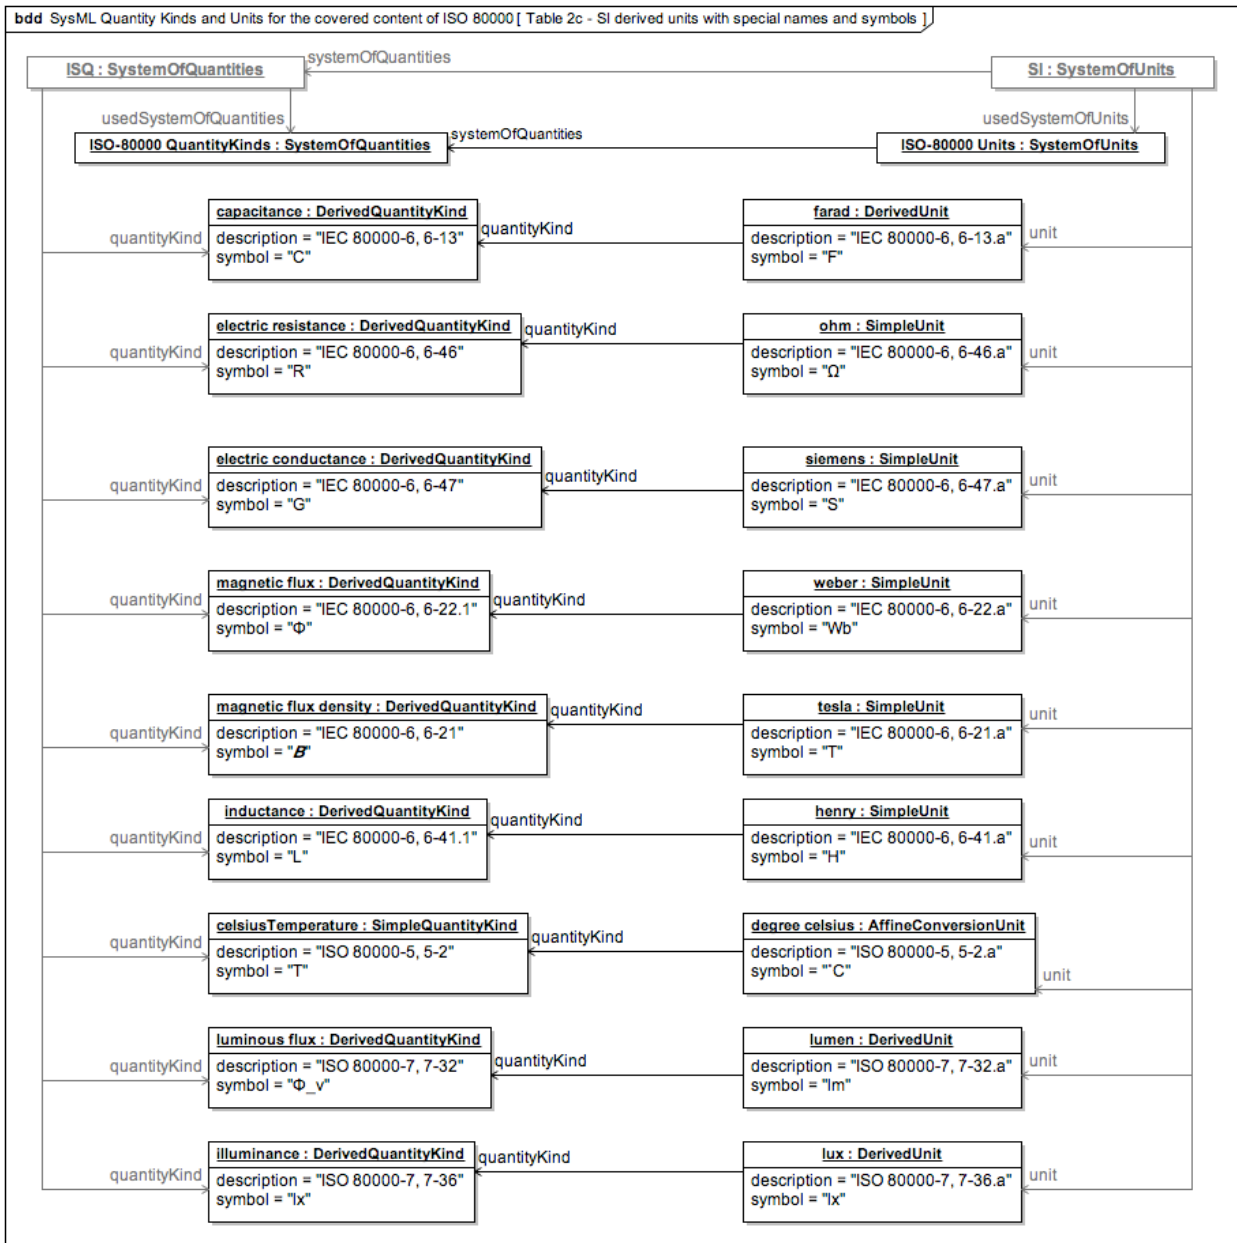 bdd SysML Quantity Kinds and Units for the covered content of ISO 80000 [ Table 2c - SI derived units with special names and symbols ]
systemOfQuantities
ISQ : SystemOfQuantities
SI : SystemOfUnits
usedSystemOfQuantities
usedSystemOfUnits
systemOfQuantities
ISO-80000 QuantityKinds : SystemOfQuantities
ISO-80000 Units : SystemOfUnits
capacitance : DerivedQuantityKind
farad : DerivedUnit
quantityKind
quantityKind
unit
description = "IEC 80000-6, 6-13"
symbol = "C"
description = "IEC 80000-6, 6-13.a"
symbol = "F"
electric resistance : DerivedQuantityKind
ohm : SimpleUnit
quantityKind
quantityKind
unit
description = "IEC 80000-6, 6-46"
symbol = "R"
description = "IEC 80000-6, 6-46.a"
symbol = "Ω"
electric conductance : DerivedQuantityKind
siemens : SimpleUnit
quantityKind
quantityKind
unit
description = "IEC 80000-6, 6-47"
symbol = "G"
description = "IEC 80000-6, 6-47.a"
symbol = "S"
magnetic flux : DerivedQuantityKind
weber : SimpleUnit
quantityKind
quantityKind
unit
description = "IEC 80000-6, 6-22.1"
symbol = "Φ"
description = "IEC 80000-6, 6-22.a"
symbol = "Wb"
magnetic flux density : DerivedQuantityKind
tesla : SimpleUnit
quantityKind
quantityKind
unit
description = "IEC 80000-6, 6-21"
symbol = "B"
description = "IEC 80000-6, 6-21.a"
symbol = "T"
inductance : DerivedQuantityKind
henry : SimpleUnit
quantityKind
quantityKind
unit
description = "IEC 80000-6, 6-41.1"
symbol = "L"
description = "IEC 80000-6, 6-41.a"
symbol = "H"
celsiusTemperature : SimpleQuantityKind
degree celsius : AffineConversionUnit
quantityKind
quantityKind
unit
description = "ISO 80000-5, 5-2"
symbol = "T"
description = "ISO 80000-5, 5-2.a"
symbol = "˚C"
luminous flux : DerivedQuantityKind
lumen : DerivedUnit
quantityKind
quantityKind
unit
description = "ISO 80000-7, 7-32"
symbol = "Φ_v"
description = "ISO 80000-7, 7-32.a"
symbol = "lm"
illuminance : DerivedQuantityKind
lux : DerivedUnit
quantityKind
quantityKind
unit
description = "ISO 80000-7, 7-36"
symbol = "lx"
description = "ISO 80000-7, 7-36.a"
symbol = "lx"